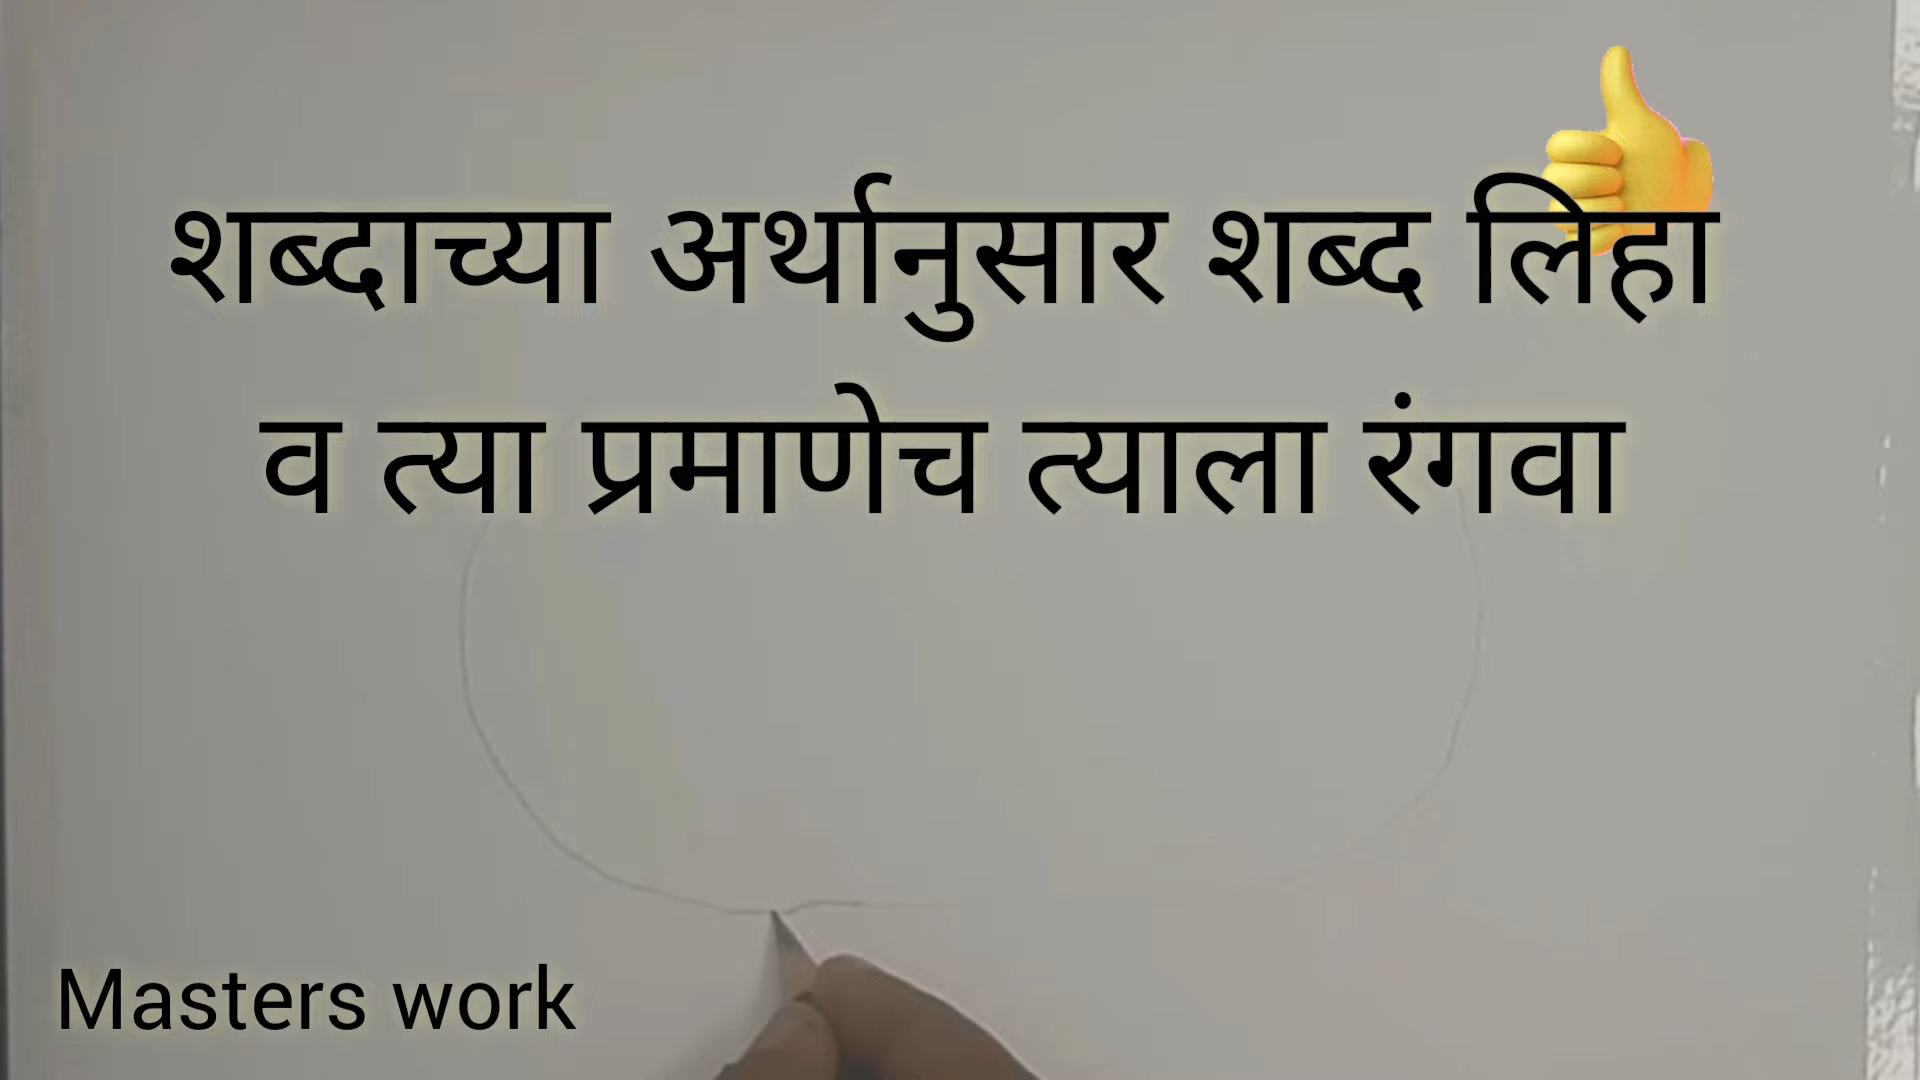 शब्दाच्या अर्थानुसार शब्द लिहा
व त्या प्रमाणेच त्याला रंगवा
Masters work